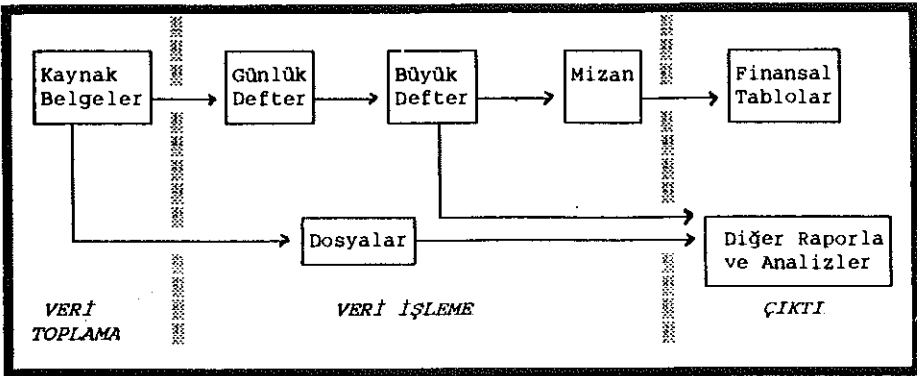 Kaynak
Belgeler
Günlük
Defter
Büyük
Defter
Mizan
Finansal
Tablolar
Dosyalar
Diğer Raporla
ve Analizler
VERİ
TOPLAMA
VERİ İŞLEME
ÇIKTI